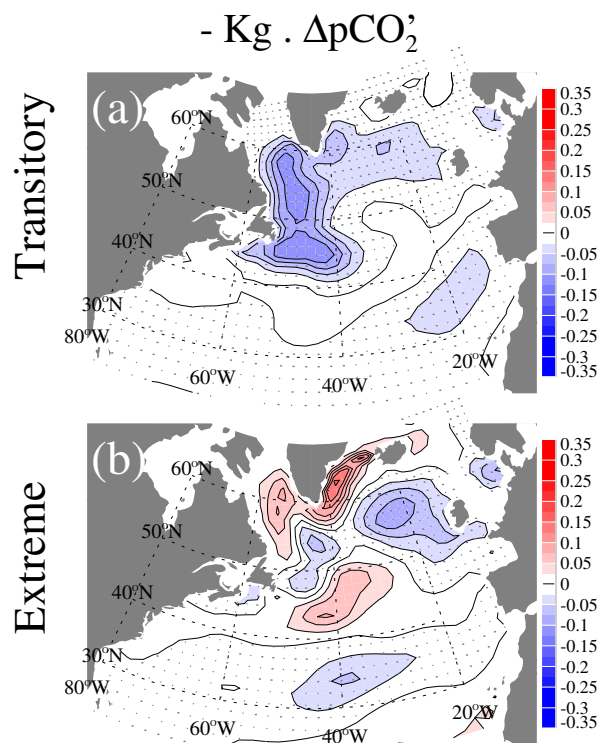 - Kg . ΔpCO₂’
Transitory
(a)
60°N
50°N
40°N
30°N
80°W
60°W
40°W
20°W
0.35
0.3
0.25
0.2
0.15
0.1
0.05
0
-0.05
-0.1
-0.15
-0.2
-0.25
-0.3
-0.35
Extreme
(b)
60°N
50°N
40°N
30°N
80°W
60°W
40°W
20°W
0.35
0.3
0.25
0.2
0.15
0.1
0.05
0
-0.05
-0.1
-0.15
-0.2
-0.25
-0.3
-0.35